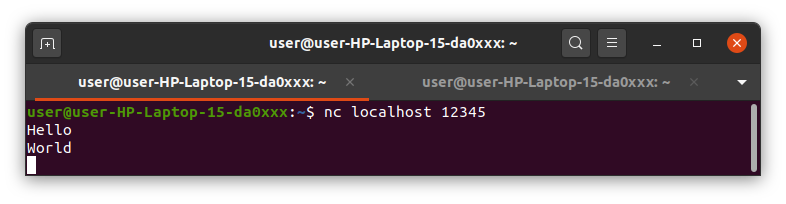 user@user-HP-Laptop-15-da0xxx: ~
user@user-HP-Laptop-15-da0xxx: ~ user@user-HP-Laptop-15-da0xxx: ~
user@user-HP-Laptop-15-da0xxx:~$ nc localhost 12345
Hello
World